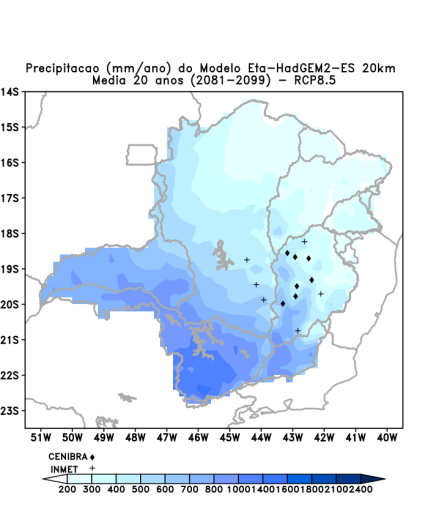 Precipitacao (mm/ano) do Modelo Eta-HadGEM2-ES 20km
Media 20 anos (2081-2099) - RCP8.5
14S
15S
16S
17S
18S
19S
20S
21S
22S
23S
51W 50W 49W 48W 47W 46W 45W 44W 43W 42W 41W 40W
CENIBRA
INMET
200 300 400 500 600 700 800 1000 1400 1600 1800 2100 2400